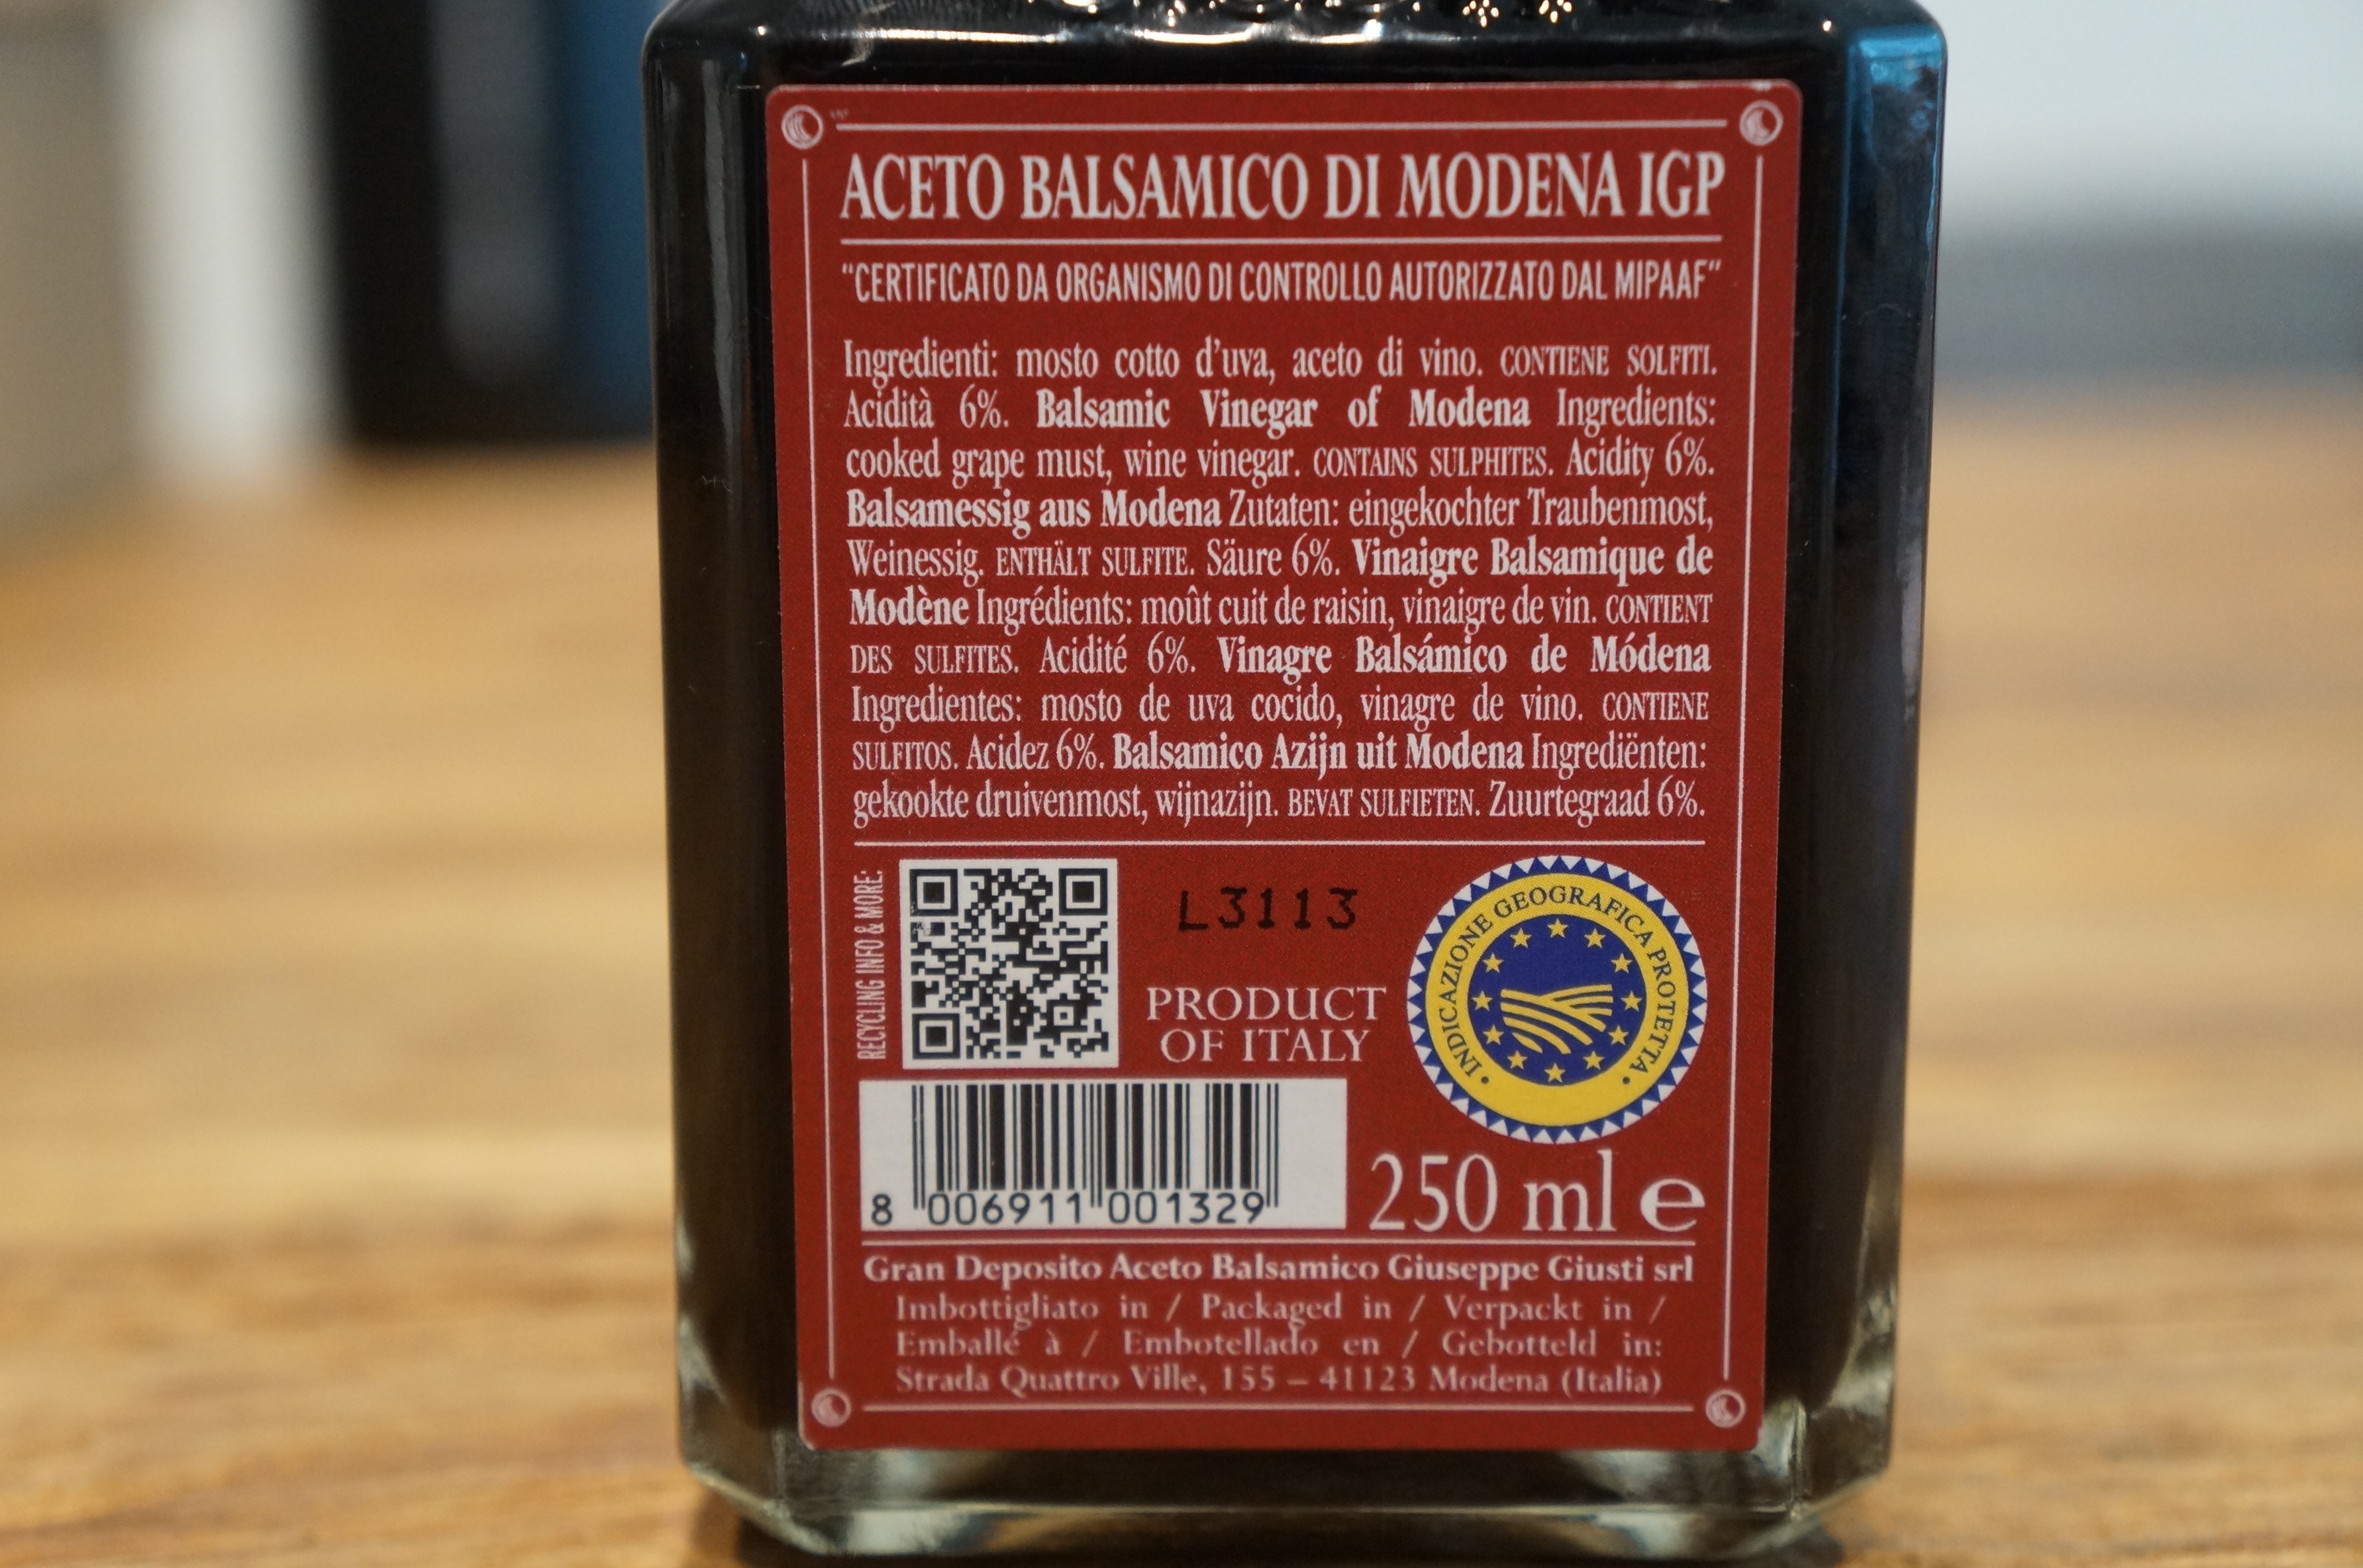 ACETO BALSAMICO DI MODENA IGP
"CERTIFICATO DA ORGANISMO DI CONTROLLO AUTORIZZATO DAL MIPAAF"
Ingredienti: mosto cotto d'uva, aceto di vino. CONTIENE SOLFITI.
Acidità 6%. Balsamic Vinegar of Modena Ingredients:
cooked grape must, wine vinegar. CONTAINS SULPHITES. Acidity 6%.
Balsamessig aus Modena Zutaten: eingekochter Traubenmost,
Weinessig. ENTHÄLT SULFITE. Säure 6%. Vinaigre Balsamique de
Modène Ingrédients: moût cuit de raisin, vinaigre de vin. CONTIENT
DES SULFITES. Acidité 6%. Vinagre Balsámico de Módena
Ingredientes: mosto de uva cocido, vinagre de vino. CONTIENE
SULFITOS. Acidez 6%. Balsamico Azijn uit Modena Ingrediënten:
gekookte druivenmost, wijnazijn. BEVAT SULFIETEN. Zuurtegraad 6%.
RECYCLING INFO & MORE:
L3113
PRODUCT
OF ITALY
• INDICAZIONE GEOGRAFICA PROTETTA •
8 006911 001329
250 ml e
Gran Deposito Aceto Balsamico Giuseppe Giusti srl
Imbottigliato in / Packaged in / Verpackt in /
Emballé à / Embotellado en / Gebotteld in:
Strada Quattro Ville, 155 – 41123 Modena (Italia)